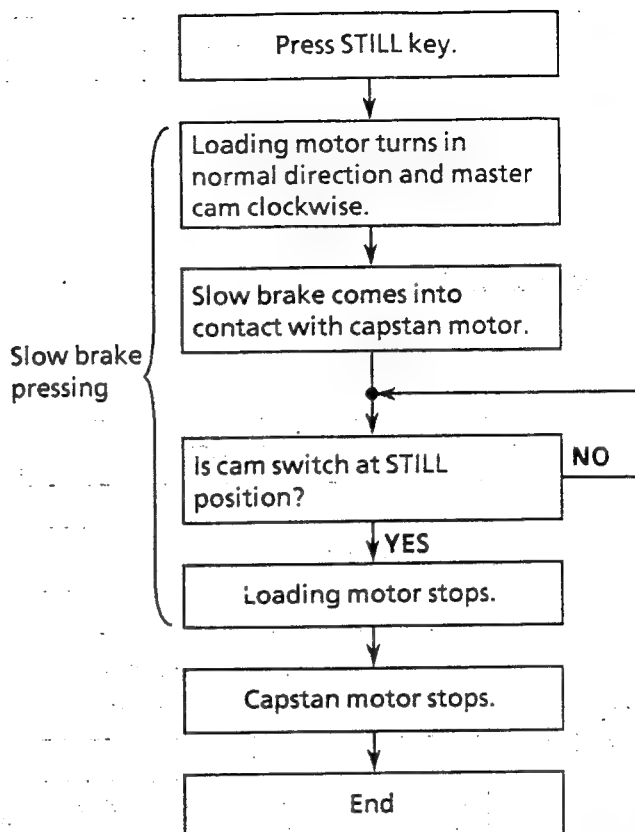 Press STILL key.
Loading motor turns in
normal direction and master
cam clockwise.
Slow brake comes into
contact with capstan motor.
Slow brake
pressing
Is cam switch at STILL
position?
NO
YES
Loading motor stops.
Capstan motor stops.
End